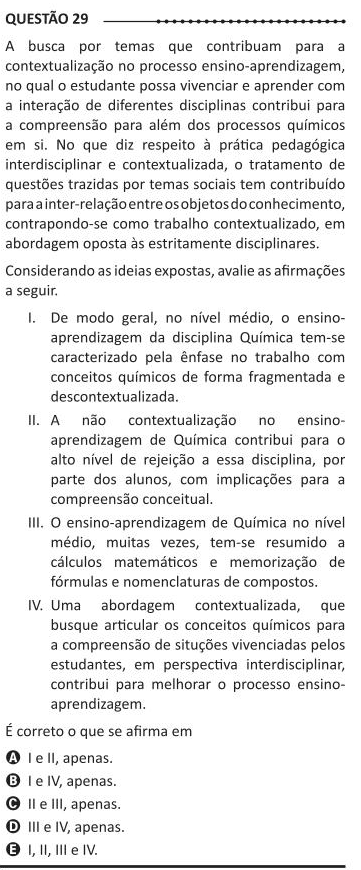 QUESTÃO 29
A busca por temas que contribuam para a
contextualização no processo ensino-aprendizagem,
no qual o estudante possa vivenciar e aprender com
a interação de diferentes disciplinas contribui para
a compreensão para além dos processos químicos
em si. No que diz respeito à prática pedagógica
interdisciplinar e contextualizada, o tratamento de
questões trazidas por temas sociais tem contribuído
para a inter-relação entre os objetos do conhecimento,
contrapondo-se como trabalho contextualizado, em
abordagem oposta às estritamente disciplinares.
Considerando as ideias expostas, avalie as afirmações
a seguir.
I. De modo geral, no nível médio, o ensino-
aprendizagem da disciplina Química tem-se
caracterizado pela ênfase no trabalho com
conceitos químicos de forma fragmentada e
descontextualizada.
II. A não contextualização no ensino-
aprendizagem de Química contribui para o
alto nível de rejeição a essa disciplina, por
parte dos alunos, com implicações para a
compreensão conceitual.
III. O ensino-aprendizagem de Química no nível
médio, muitas vezes, tem-se resumido a
cálculos matemáticos e memorização de
fórmulas e nomenclaturas de compostos.
IV. Uma abordagem contextualizada, que
busque articular os conceitos químicos para
a compreensão de situções vivenciadas pelos
estudantes, em perspectiva interdisciplinar,
contribui para melhorar o processo ensino-
aprendizagem.
É correto o que se afirma em
A I e II, apenas.
B I e IV, apenas.
C II e III, apenas.
D III e IV, apenas.
E I, II, III e IV.